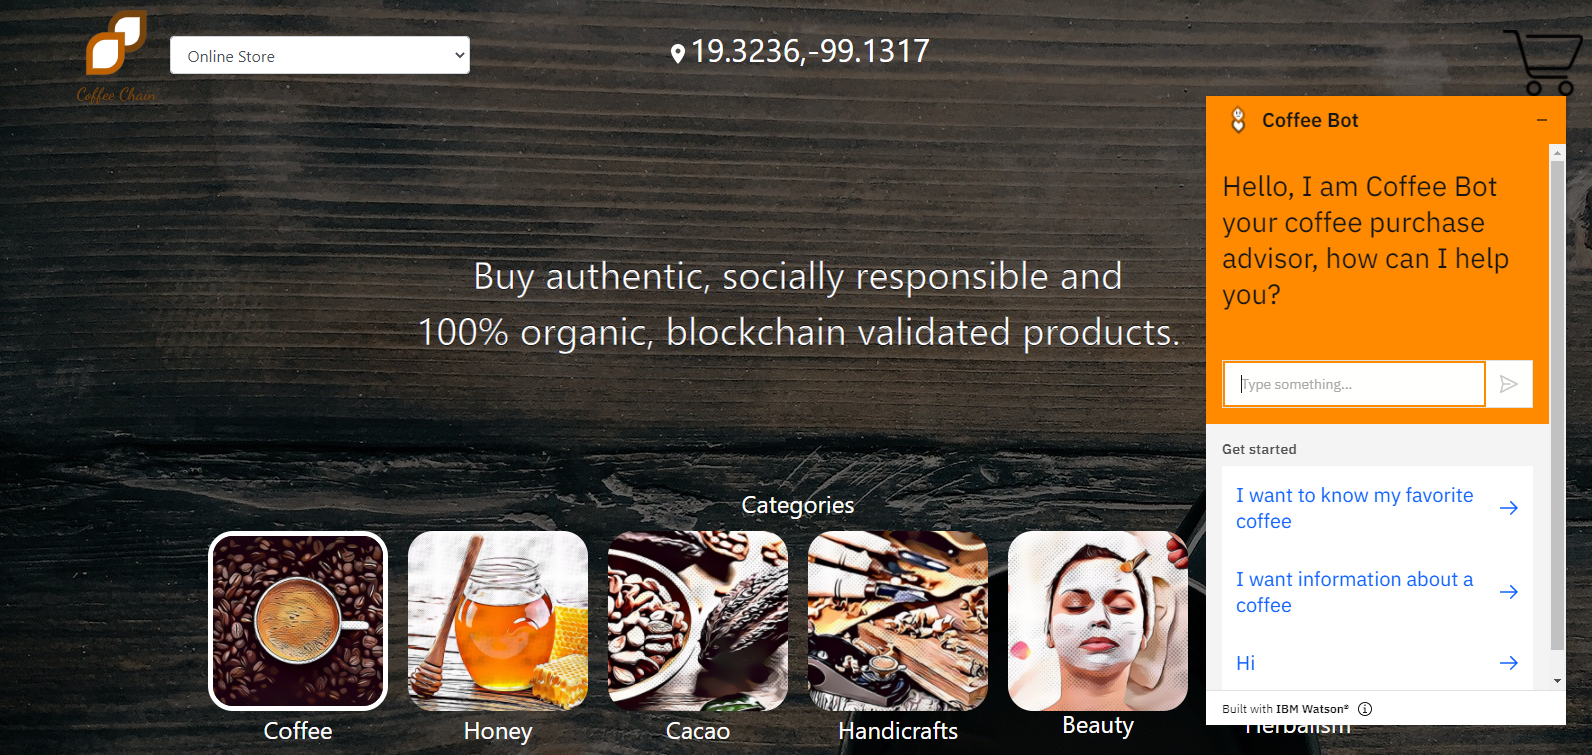 Coffee Chain
Online Store
19.3236,-99.1317
Buy authentic, socially responsible and
100% organic, blockchain validated products.
Categories
Coffee
Honey
Cacao
Handicrafts
Beauty
Herbalism
Coffee Bot
Hello, I am Coffee Bot
your coffee purchase
advisor, how can I help
you?
Type something...
Get started
I want to know my favorite
coffee
I want information about a
coffee
Hi
Built with IBM Watson®